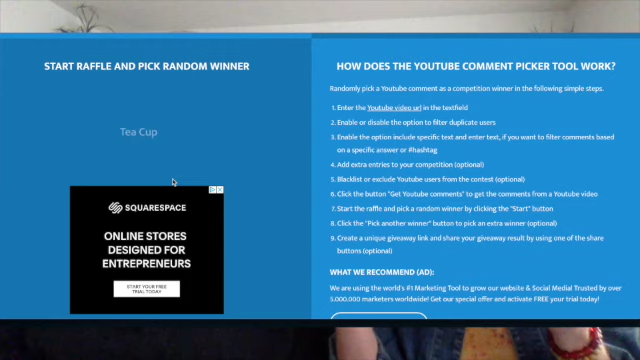 START RAFFLE AND PICK RANDOM WINNER
Tea Cup
SQUARESPACE
ONLINE STORES
DESIGNED FOR
ENTREPRENEURS
START YOUR FREE
TRIAL TODAY
HOW DOES THE YOUTUBE COMMENT PICKER TOOL WORK?
Randomly pick a Youtube comment as a competition winner in the following simple steps.
1. Enter the Youtube video url in the textfield
2. Enable or disable the option to filter duplicate users
3. Enable the option include specific text and enter text, if you want to filter comments based
on a specific answer or #hashtag
4. Add extra entries to your competition (optional)
5. Blacklist or exclude Youtube users from the contest (optional)
6. Click the button "Get Youtube comments" to get the comments from a Youtube video
7. Start the raffle and pick a random winner by clicking the "Start" button
8. Click the "Pick another winner" button to pick an extra winner (optional)
9. Create a unique giveaway link and share your giveaway result by using one of the share
buttons (optional)
WHAT WE RECOMMEND (AD):
We are using the world's #1 Marketing Tool to grow our website & Social Media! Trusted by over
5.000.000 marketers worldwide! Get our special offer and activate FREE your trial today!